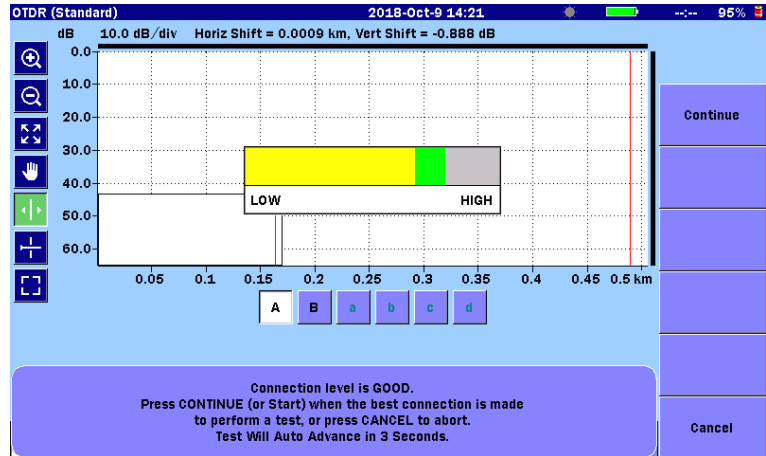 OTDR (Standard) 2018-Oct-9 14:21 --:-- 95%
dB 10.0 dB/div Horiz Shift = 0.0009 km, Vert Shift = -0.888 dB
0.0
10.0
20.0
30.0
40.0
50.0
60.0
LOW HIGH
0.05 0.1 0.15 0.2 0.25 0.3 0.35 0.4 0.45 0.5 km
A B a b c d
Continue
Connection level is GOOD.
Press CONTINUE (or Start) when the best connection is made
to perform a test, or press CANCEL to abort.
Test Will Auto Advance in 3 Seconds.
Cancel